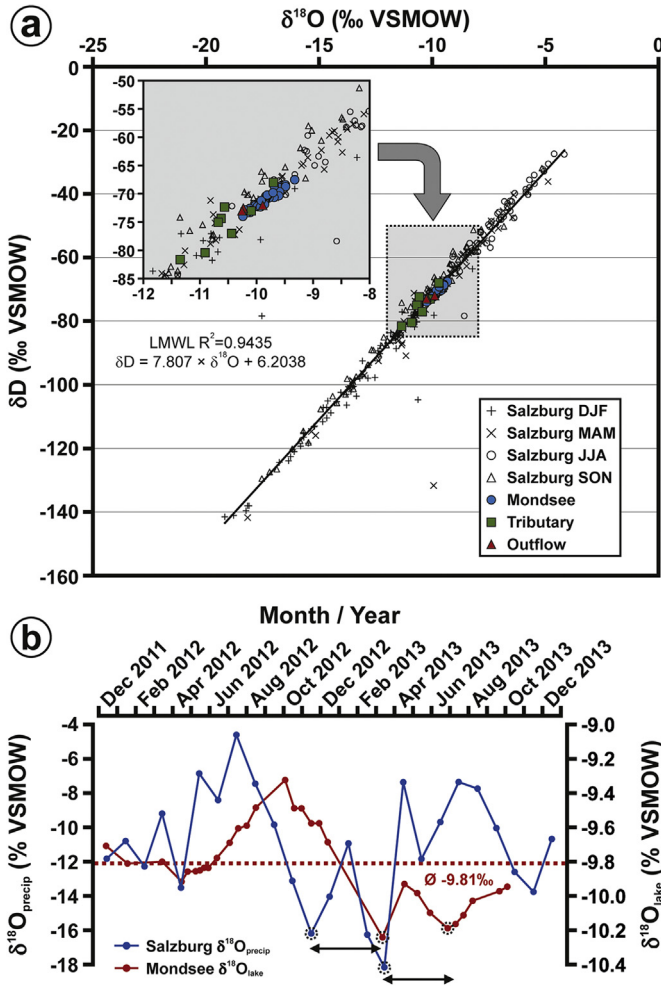 a
δ¹⁸O (‰ VSMOW)
-25 -20 -15 -10 -5 0
0
-20
-40
-60
-80
-100
-120
-140
-160
δD (‰ VSMOW)
-50
-55
-60
-65
-70
-75
-80
-85
-12 -11 -10 -9 -8
LMWL R²=0.9435
δD = 7.807 × δ¹⁸O + 6.2038
Salzburg DJF
Salzburg MAM
Salzburg JJA
Salzburg SON
Mondsee
Tributary
Outflow
b
Month / Year
Dec 2011
Feb 2012
Apr 2012
Jun 2012
Aug 2012
Oct 2012
Dec 2012
Feb 2013
Apr 2013
Jun 2013
Aug 2013
Oct 2013
Dec 2013
-4
-6
-8
-10
-12
-14
-16
-18
δ¹⁸Oprecip (% VSMOW)
-9.0
-9.2
-9.4
-9.6
-9.8
-10.0
-10.2
-10.4
δ¹⁸Olake (% VSMOW)
Ø -9.81‰
Salzburg δ¹⁸Oprecip
Mondsee δ¹⁸Olake